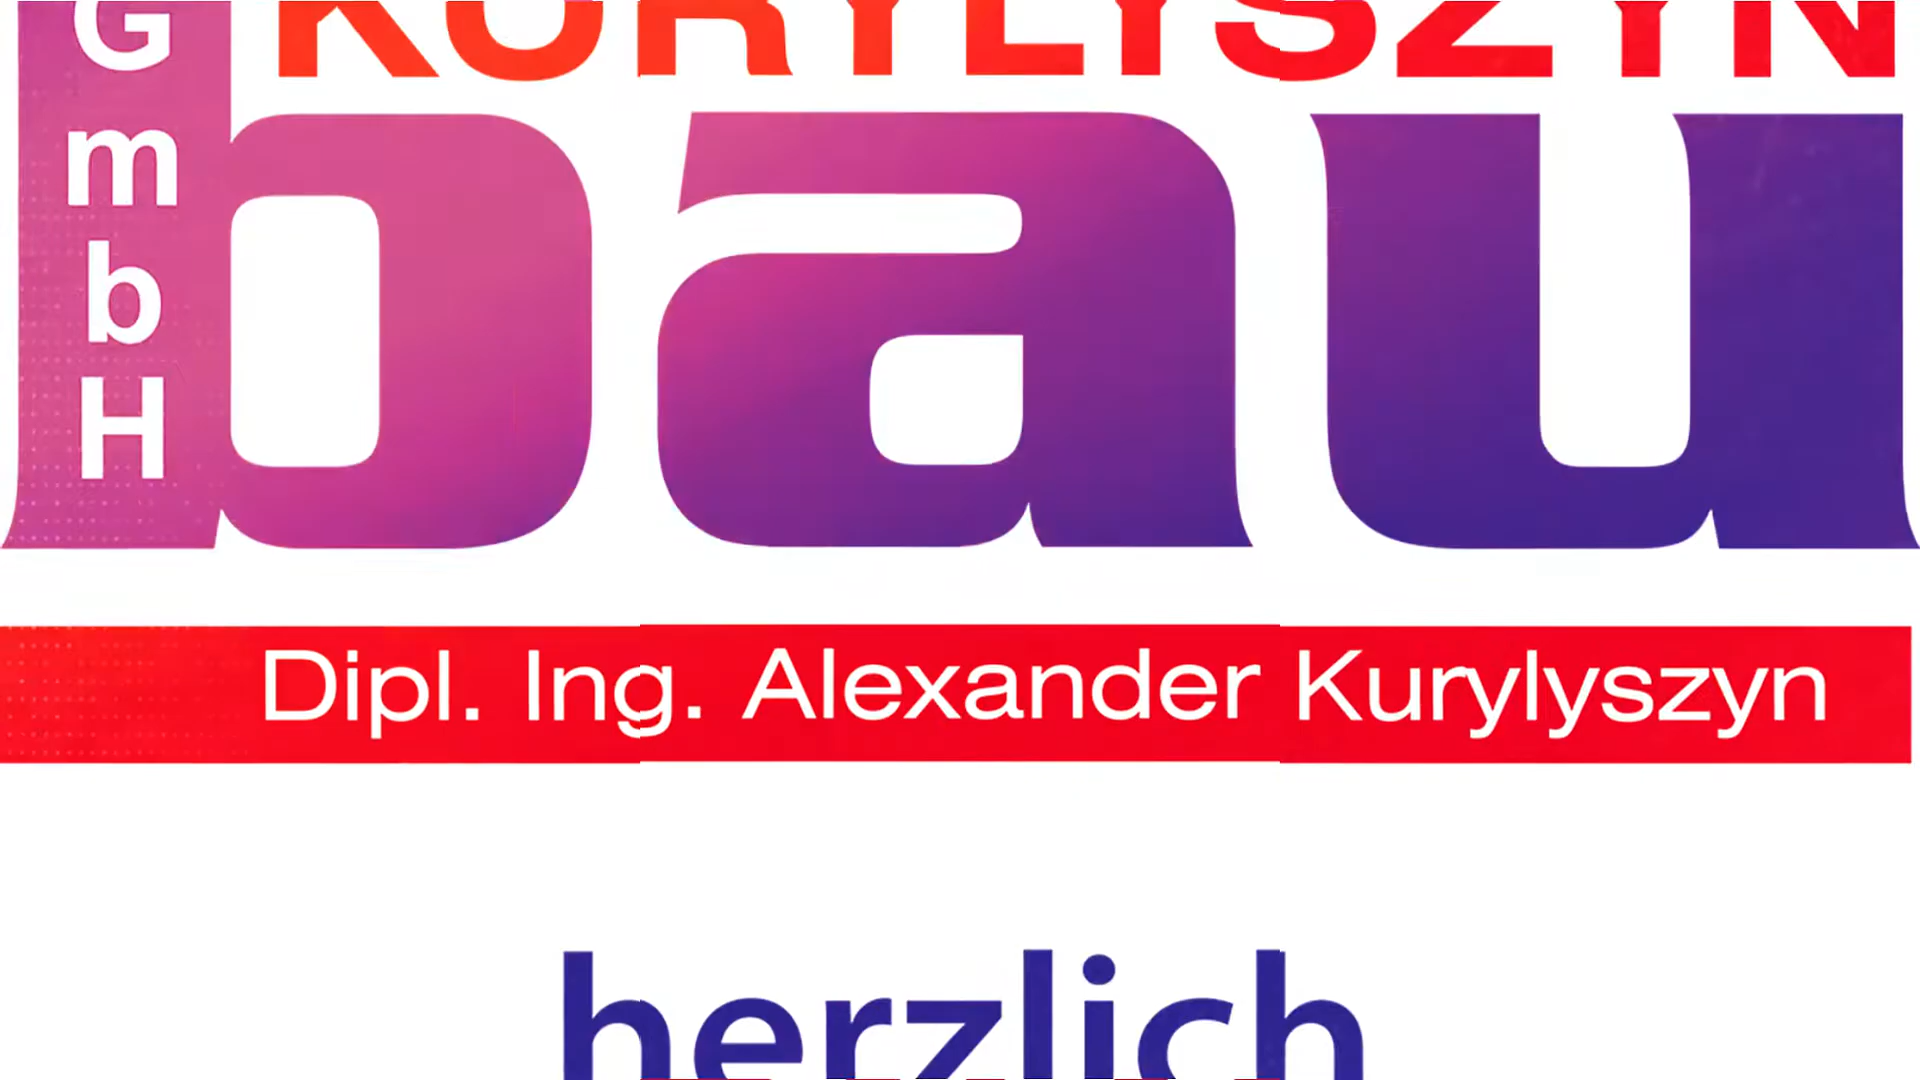 KURYLYSZYN
GmbH
bau
Dipl. Ing. Alexander Kurylyszyn
herzlich